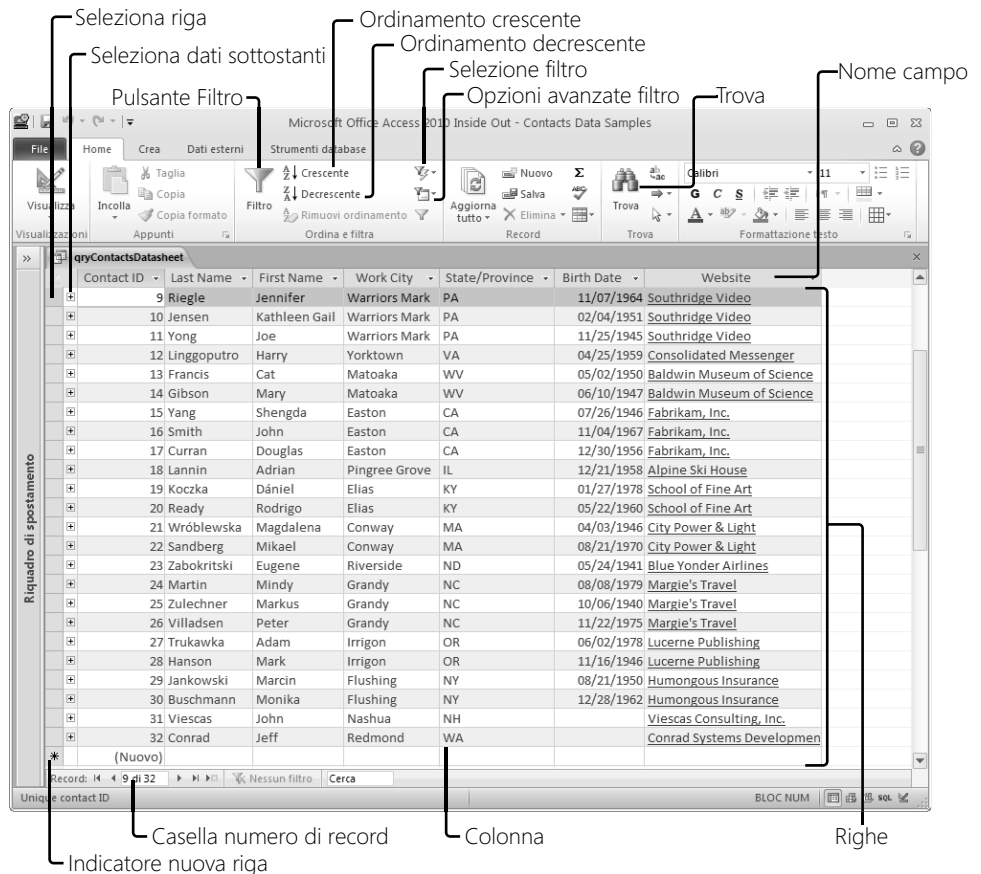 Seleziona riga
Ordinamento crescente
Seleziona dati sottostanti
Ordinamento decrescente
Selezione filtro
Nome campo
Pulsante Filtro
Opzioni avanzate filtro
Trova
Microsoft Office Access 2010 Inside Out - Contacts Data Samples
File Home Crea Dati esterni Strumenti database
Visualizza
Incolla
Taglia
Copia
Copia formato
Filtro
Crescente
Decrescente
Rimuovi ordinamento
Aggiorna tutto
Nuovo
Salva
Elimina
Trova
Calibri 11
G C S
Visualizzazioni Appunti Ordina e filtra Record Trova Formattazione testo
qryContactsDatasheet
Contact ID Last Name First Name Work City State/Province Birth Date Website
9 Riegle Jennifer Warriors Mark PA 11/07/1964 Southridge Video
10 Jensen Kathleen Gail Warriors Mark PA 02/04/1951 Southridge Video
11 Yong Joe Warriors Mark PA 11/25/1945 Southridge Video
12 Linggoputro Harry Yorktown VA 04/25/1959 Consolidated Messenger
13 Francis Cat Matoaka WV 05/02/1950 Baldwin Museum of Science
14 Gibson Mary Matoaka WV 06/10/1947 Baldwin Museum of Science
15 Yang Shengda Easton CA 07/26/1946 Fabrikam, Inc.
16 Smith John Easton CA 11/04/1967 Fabrikam, Inc.
17 Curran Douglas Easton CA 12/30/1956 Fabrikam, Inc.
18 Lannin Adrian Pingree Grove IL 12/21/1958 Alpine Ski House
19 Koczka Dániel Elias KY 01/27/1978 School of Fine Art
20 Ready Rodrigo Elias KY 05/22/1960 School of Fine Art
21 Wróblewska Magdalena Conway MA 04/03/1946 City Power & Light
22 Sandberg Mikael Conway MA 08/21/1970 City Power & Light
23 Zabokritski Eugene Riverside ND 05/24/1941 Blue Yonder Airlines
24 Martin Mindy Grandy NC 08/08/1979 Margie's Travel
25 Zulechner Markus Grandy NC 10/06/1940 Margie's Travel
26 Villadsen Peter Grandy NC 11/22/1975 Margie's Travel
27 Trukawka Adam Irrigon OR 06/02/1978 Lucerne Publishing
28 Hanson Mark Irrigon OR 11/16/1946 Lucerne Publishing
29 Jankowski Marcin Flushing NY 08/21/1950 Humongous Insurance
30 Buschmann Monika Flushing NY 12/28/1962 Humongous Insurance
31 Viescas John Nashua NH Viescas Consulting, Inc.
32 Conrad Jeff Redmond WA Conrad Systems Developmen
(Nuovo)
Riquadro di spostamento
Record: 9 di 32 Nessun filtro Cerca
Unique contact ID BLOC NUM SQL
Casella numero di record
Colonna
Righe
Indicatore nuova riga